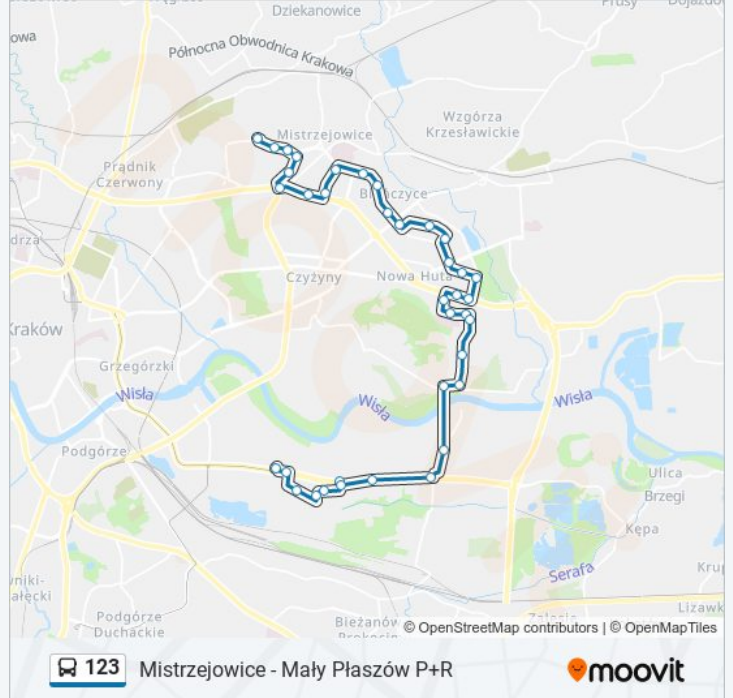 Dziekanowice
Prusy
Północna Obwodnica Krakowa
Wzgórza
Krzesławickie
Mistrzejowice
Prądnik
Czerwony
Bieńczyce
Czyżyny
Nowa Huta
Kraków
Grzegórzki
Wisła
Wisła
Wisła
Podgórze
Ulica
Brzegi
Kępa
Serafa
Podgórze
Duchackie
Bieżanów
© OpenStreetMap contributors | © OpenMapTiles
123 Mistrzejowice - Mały Płaszów P+R
moovit